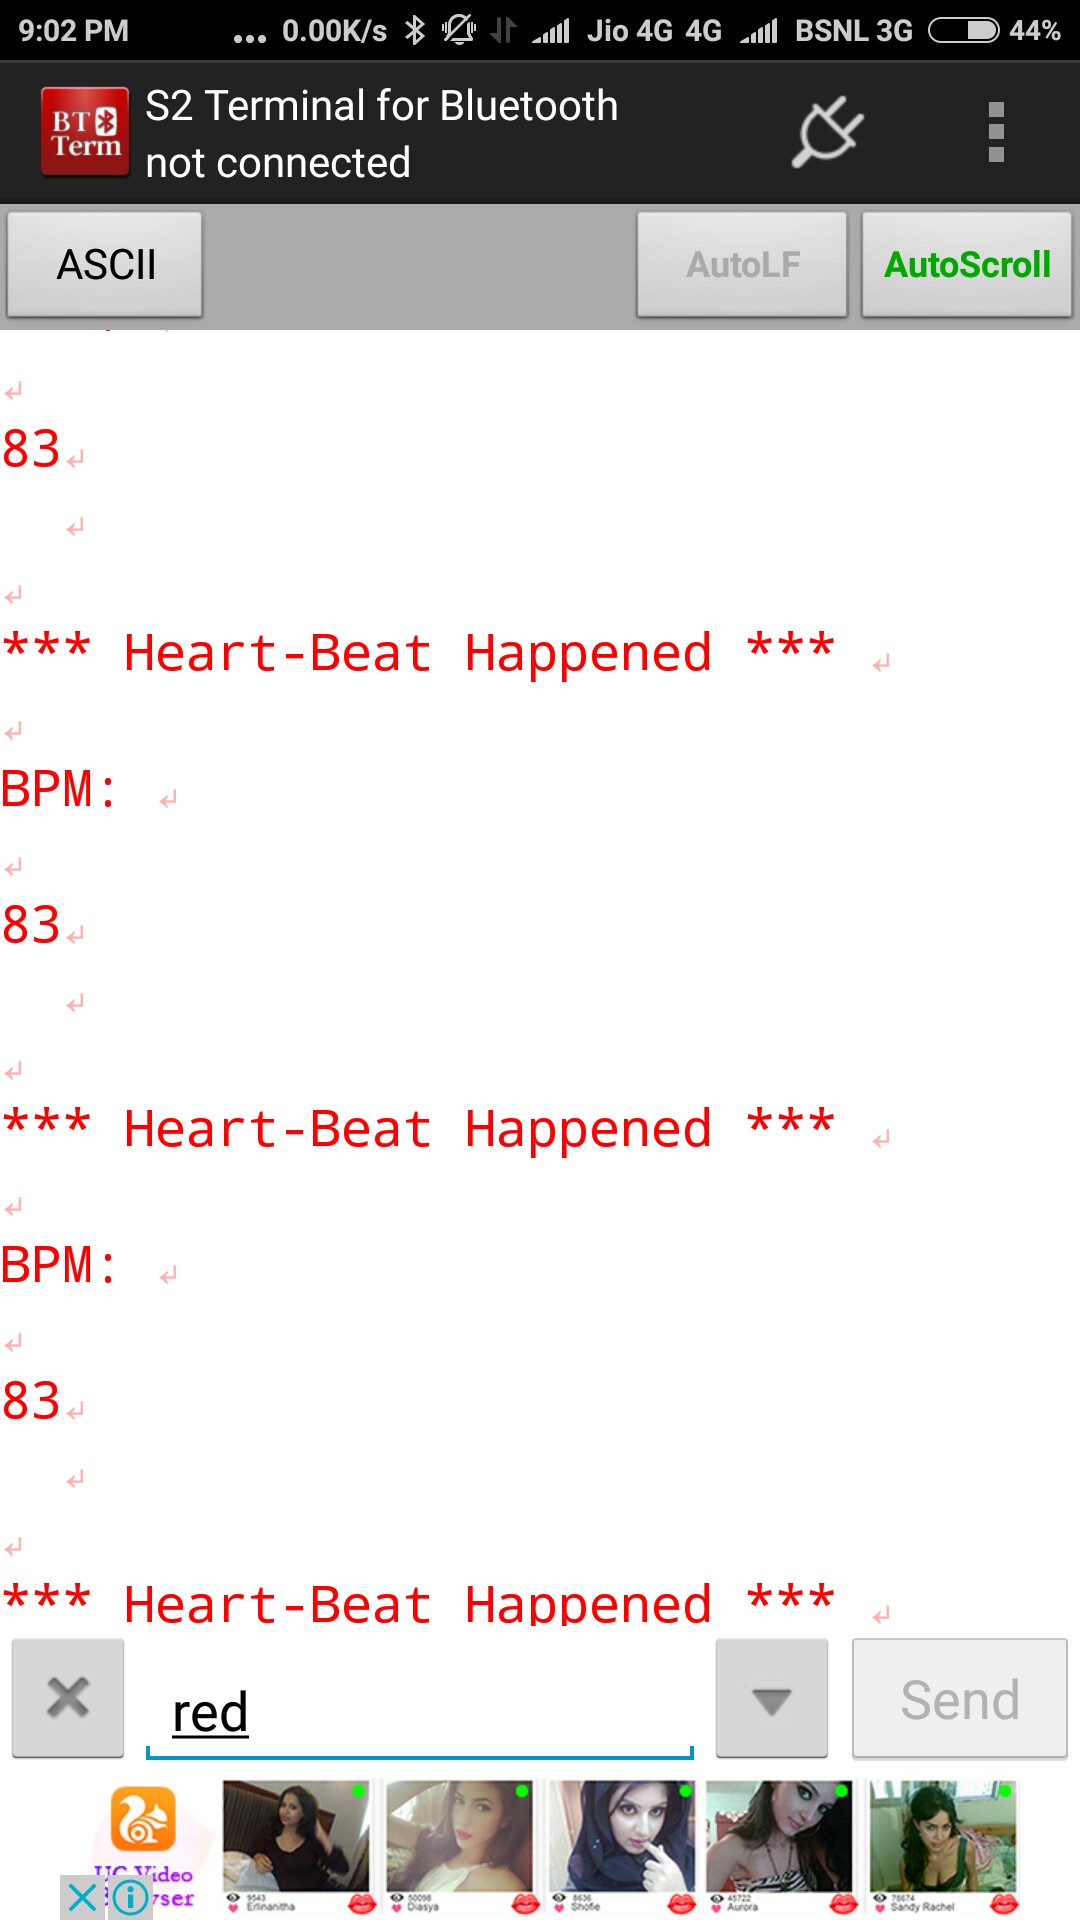 9:02 PM ... 0.00K/s Jio 4G 4G BSNL 3G 44%
BT Term
S2 Terminal for Bluetooth
not connected
ASCII AutoLF AutoScroll
↵
83↵
↵
↵
*** Heart-Beat Happened *** ↵
↵
BPM: ↵
↵
83↵
↵
↵
*** Heart-Beat Happened *** ↵
↵
BPM: ↵
↵
83↵
↵
↵
*** Heart-Beat Happened *** ↵
red Send
UC Video
9543 50098 8636 45722 78674
Erlinanitha Diasya Shofie Aurora Sandy Rachel